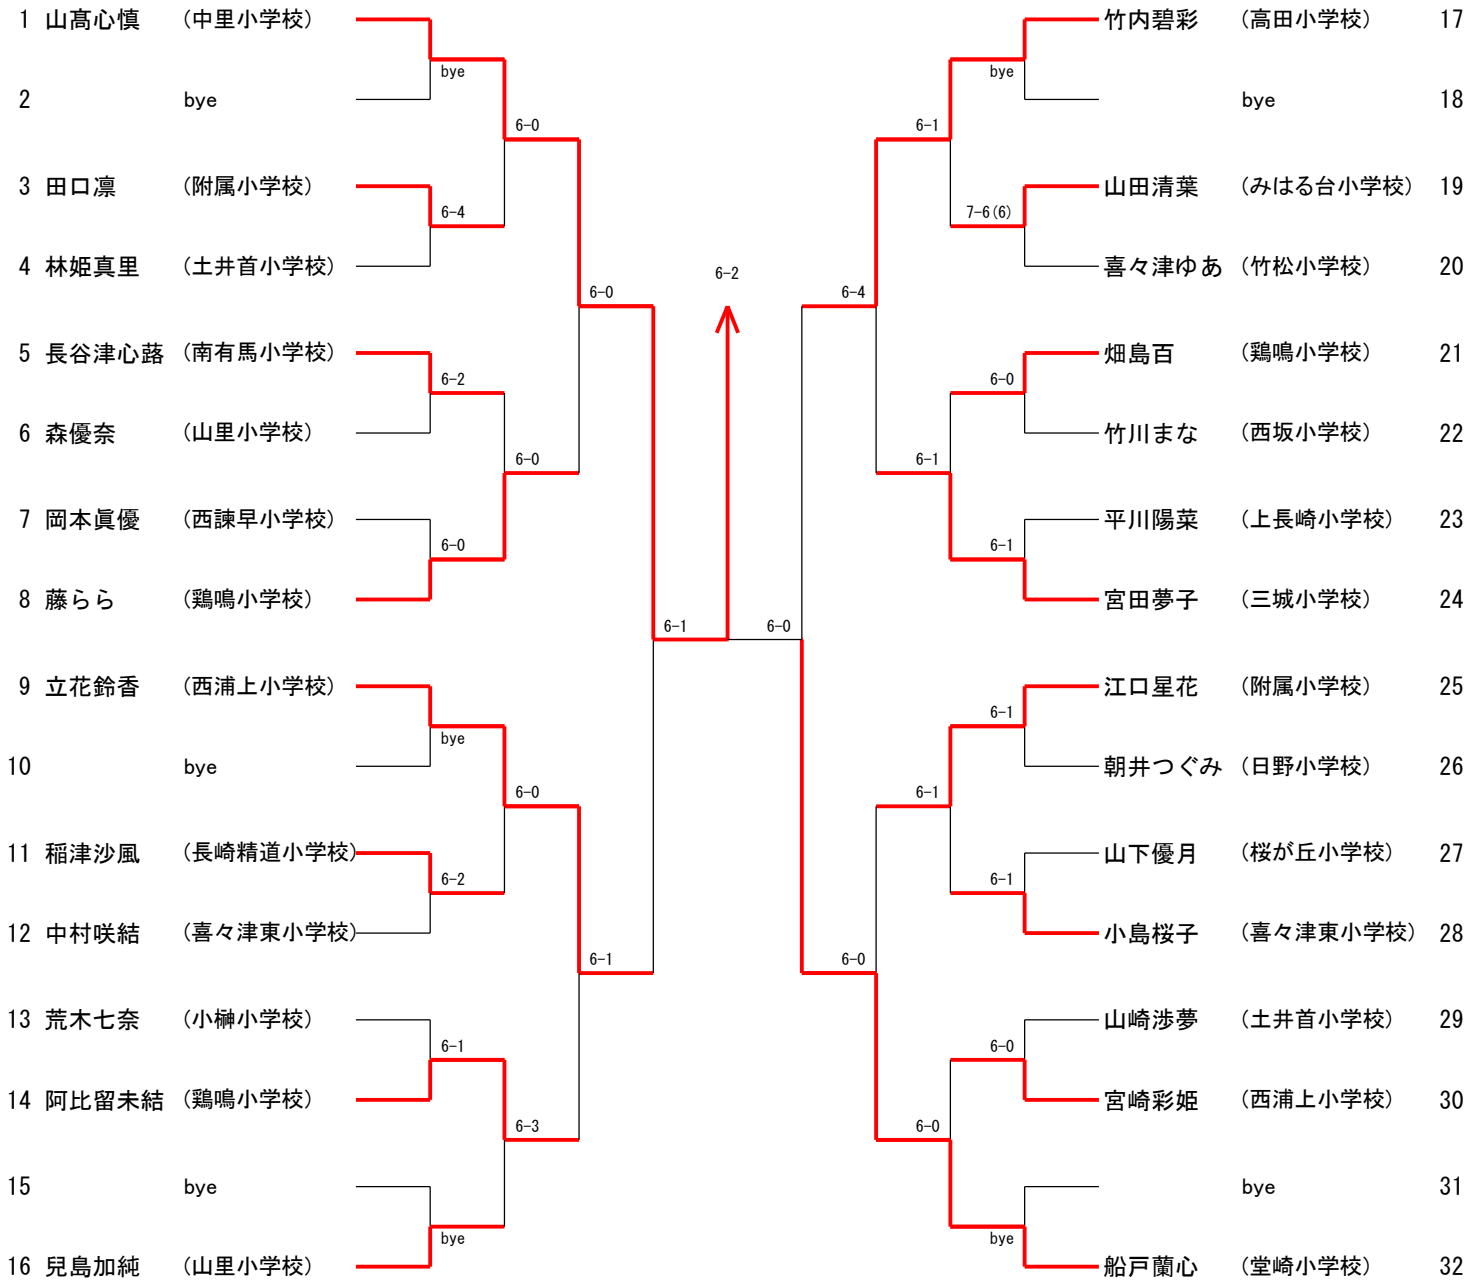 1 山髙心慎 (中里小学校)
bye
2 bye
6-0
3 田口凛 (附属小学校)
6-4
4 林姫真里 (土井首小学校)
6-0
5 長谷津心蕗 (南有馬小学校)
6-2
6 森優奈 (山里小学校)
6-0
7 岡本眞優 (西諫早小学校)
6-0
8 藤らら (鶏鳴小学校)
6-1
9 立花鈴香 (西浦上小学校)
bye
10 bye
6-0
11 稲津沙風 (長崎精道小学校)
6-2
12 中村咲結 (喜々津東小学校)
6-1
13 荒木七奈 (小榊小学校)
6-1
14 阿比留未結 (鶏鳴小学校)
6-3
15 bye
bye
16 兒島加純 (山里小学校)
6-2
竹内碧彩 (高田小学校) 17
bye
bye 18
6-1
山田清葉 (みはる台小学校) 19
7-6(6)
喜々津ゆあ (竹松小学校) 20
6-4
畑島百 (鶏鳴小学校) 21
6-0
竹川まな (西坂小学校) 22
6-1
平川陽菜 (上長崎小学校) 23
6-1
宮田夢子 (三城小学校) 24
6-0
江口星花 (附属小学校) 25
6-1
朝井つぐみ (日野小学校) 26
6-1
山下優月 (桜が丘小学校) 27
6-1
小島桜子 (喜々津東小学校) 28
6-0
山崎渉夢 (土井首小学校) 29
6-0
宮崎彩姫 (西浦上小学校) 30
6-0
bye 31
bye
船戸蘭心 (堂崎小学校) 32